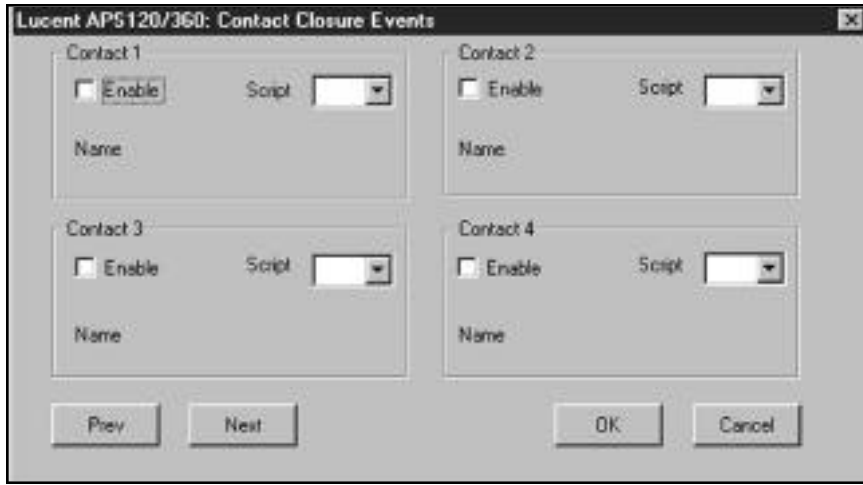 Lucent APS120/360: Contact Closure Events
Contact 1
Enable Script
Name
Contact 2
Enable Script
Name
Contact 3
Enable Script
Name
Contact 4
Enable Script
Name
Prev Next OK Cancel